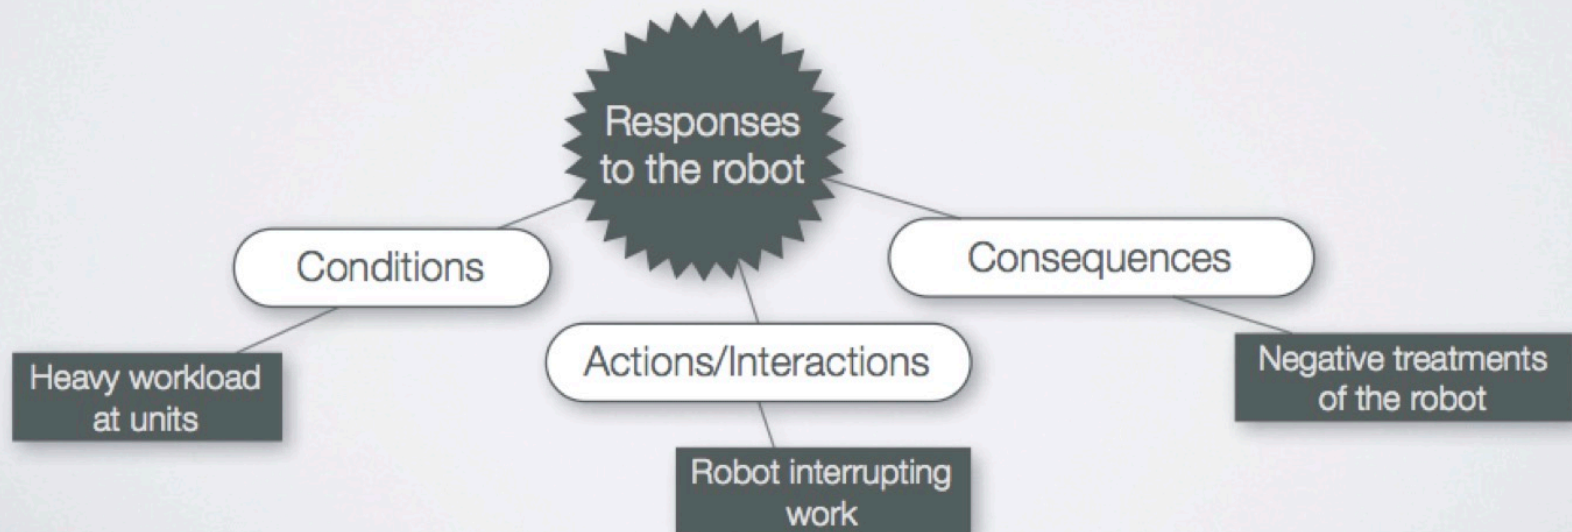 Responses
to the robot
Conditions
Consequences
Actions/Interactions
Heavy workload
at units
Negative treatments
of the robot
Robot interrupting
work